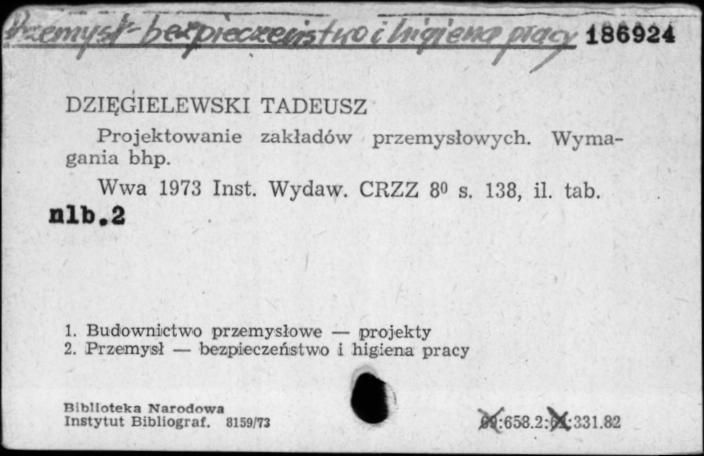 Przemysł - bezpieczeństwo i higiena pracy 186924
DZIĘGIELEWSKI TADEUSZ
Projektowanie zakładów przemysłowych. Wyma-
gania bhp.
Wwa 1973 Inst. Wydaw. CRZZ 8⁰ s. 138, il. tab.
nlb.2
1. Budownictwo przemysłowe — projekty
2. Przemysł — bezpieczeństwo i higiena pracy
Biblioteka Narodowa
Instytut Bibliograf. 8159/73
:658.2: :331.82